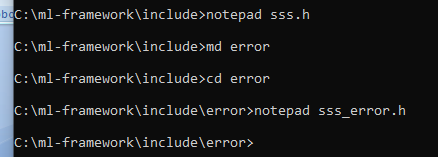 C:\ml-framework\include>notepad sss.h
C:\ml-framework\include>md error
C:\ml-framework\include>cd error
C:\ml-framework\include\error>notepad sss_error.h
C:\ml-framework\include\error>